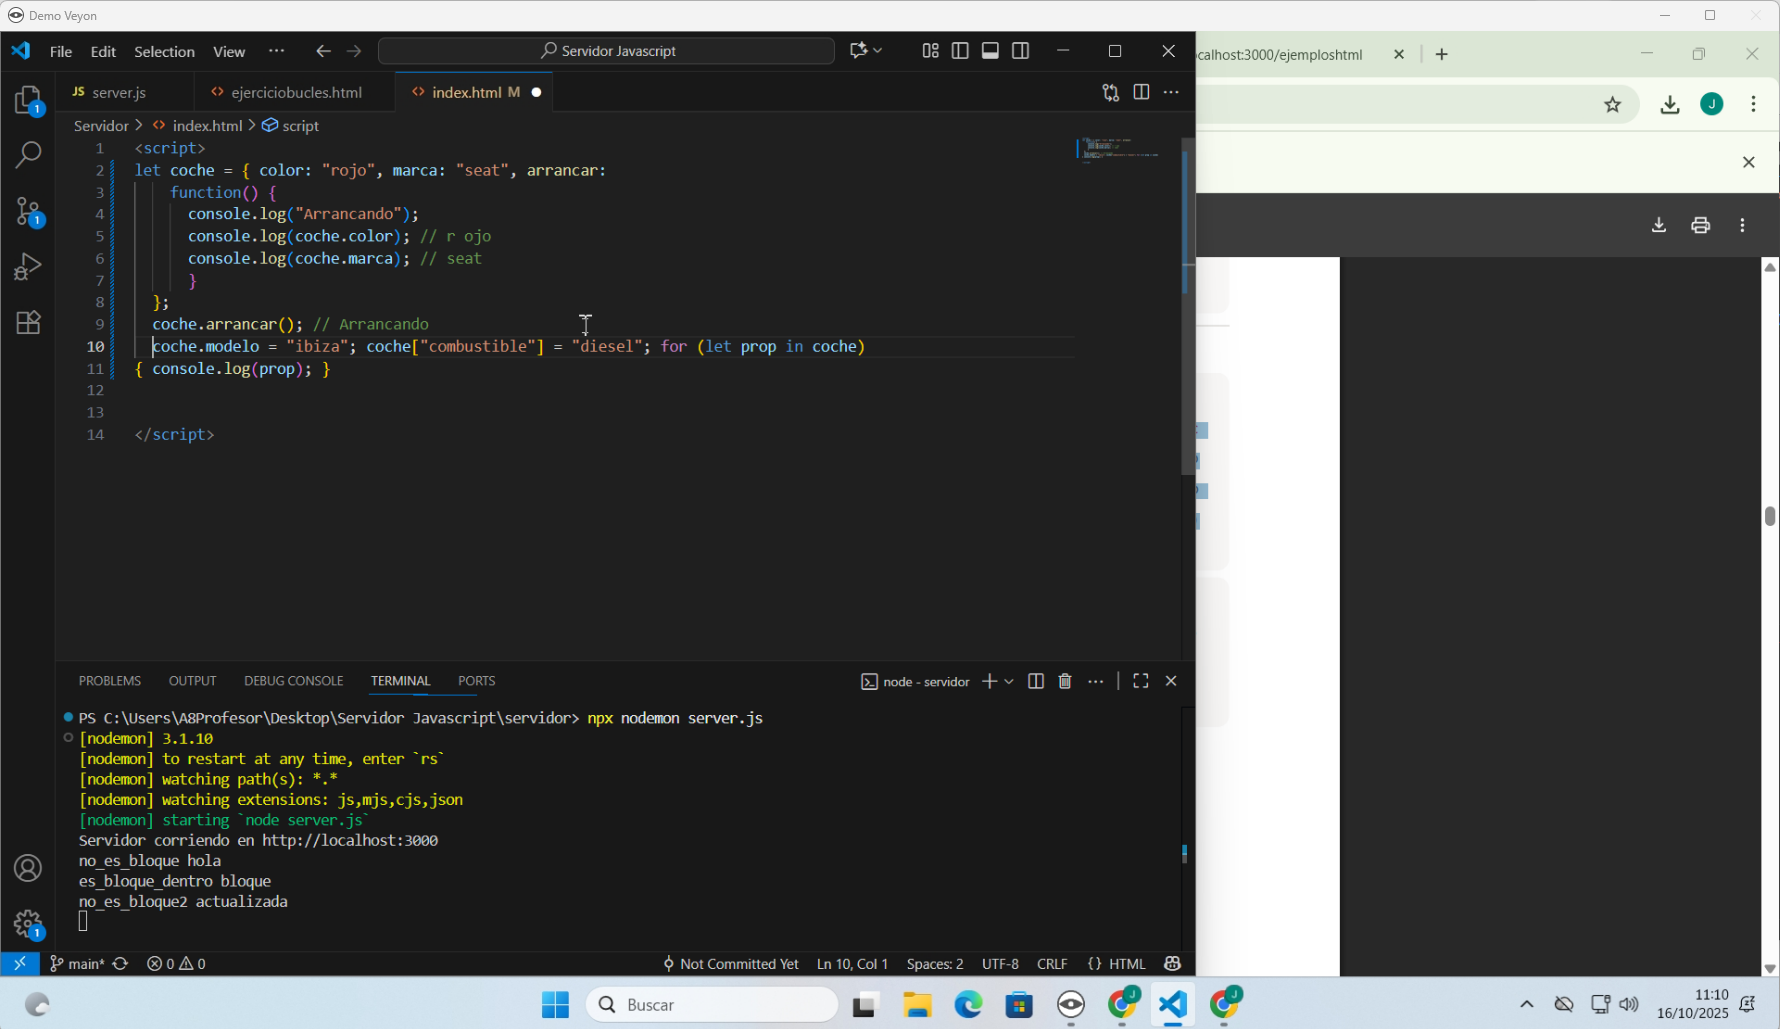 Demo Veyon
File Edit Selection View ··· Servidor Javascript
calhost:3000/ejemploshtml
JS server.js <> ejerciciobucles.html <> index.html M
J
Servidor > <> index.html > script
1 <script>
2 let coche = { color: "rojo", marca: "seat", arrancar:
3 function() {
4 console.log("Arrancando");
5 console.log(coche.color); // r ojo
6 console.log(coche.marca); // seat
7 }
8 };
9 coche.arrancar(); // Arrancando
10 coche.modelo = "ibiza"; coche["combustible"] = "diesel"; for (let prop in coche)
11 { console.log(prop); }
12
13
14 </script>
PROBLEMS OUTPUT DEBUG CONSOLE TERMINAL PORTS
node - servidor
PS C:\Users\A8Profesor\Desktop\Servidor Javascript\servidor> npx nodemon server.js
[nodemon] 3.1.10
[nodemon] to restart at any time, enter `rs`
[nodemon] watching path(s): *.*
[nodemon] watching extensions: js,mjs,cjs,json
[nodemon] starting `node server.js`
Servidor corriendo en http://localhost:3000
no_es_bloque hola
es_bloque_dentro bloque
no_es_bloque2 actualizada
1
1
1
main* 0 0 Not Committed Yet Ln 10, Col 1 Spaces: 2 UTF-8 CRLF {} HTML
Buscar
J
J
11:10
16/10/2025